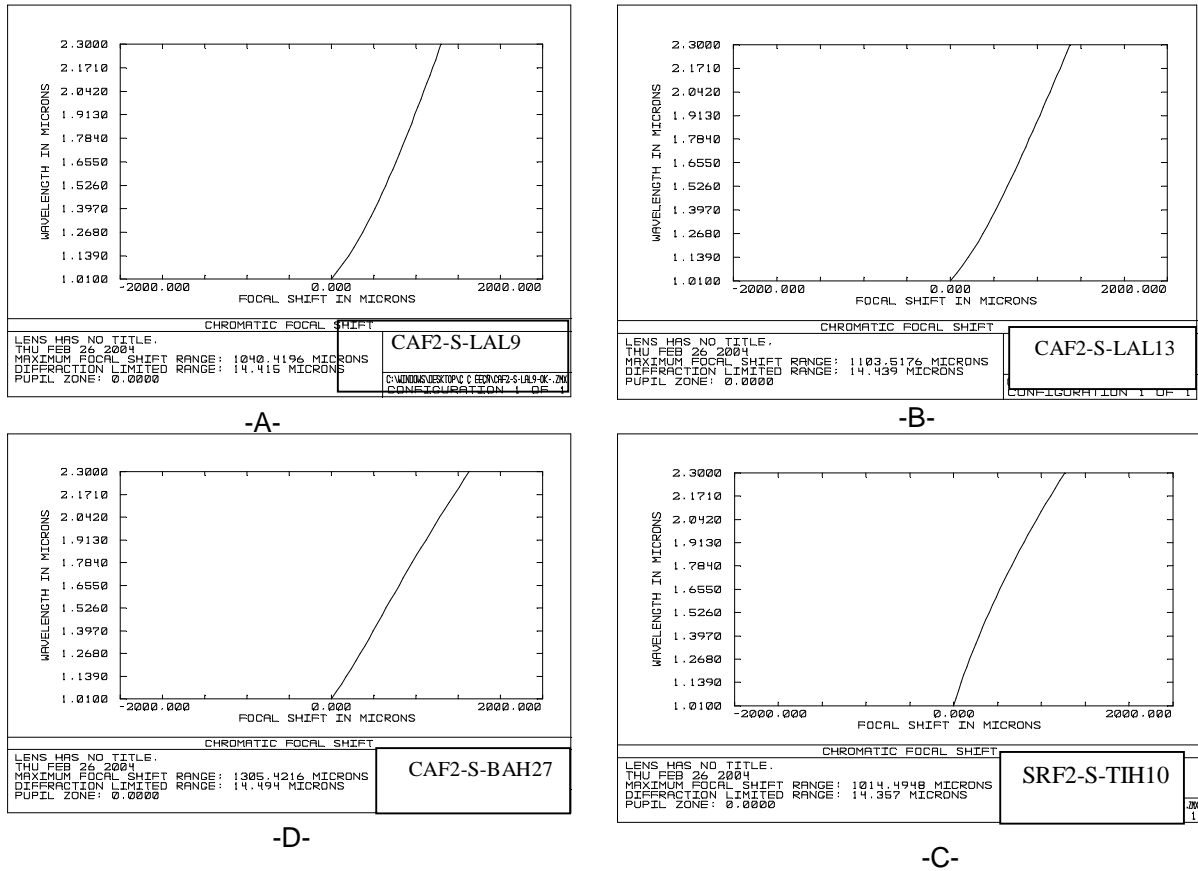 2.3000
2.1710
2.0420
1.9130
1.7840
1.6550
1.5260
1.3970
1.2680
1.1390
1.0100
WAVELENGTH IN MICRONS
-2000.000 0.000 2000.000
FOCAL SHIFT IN MICRONS
CHROMATIC FOCAL SHIFT
LENS HAS NO TITLE.
THU FEB 26 2004
MAXIMUM FOCAL SHIFT RANGE: 1040.4196 MICRONS
DIFFRACTION LIMITED RANGE: 14.415 MICRONS
PUPIL ZONE: 0.0000
CAF2-S-LAL9
CONFIGURATION 1 OF 1
-A-
2.3000
2.1710
2.0420
1.9130
1.7840
1.6550
1.5260
1.3970
1.2680
1.1390
1.0100
WAVELENGTH IN MICRONS
-2000.000 0.000 2000.000
FOCAL SHIFT IN MICRONS
CHROMATIC FOCAL SHIFT
LENS HAS NO TITLE.
THU FEB 26 2004
MAXIMUM FOCAL SHIFT RANGE: 1103.5176 MICRONS
DIFFRACTION LIMITED RANGE: 14.439 MICRONS
PUPIL ZONE: 0.0000
CAF2-S-LAL13
CONFIGURATION 1 OF 1
-B-
2.3000
2.1710
2.0420
1.9130
1.7840
1.6550
1.5260
1.3970
1.2680
1.1390
1.0100
WAVELENGTH IN MICRONS
-2000.000 0.000 2000.000
FOCAL SHIFT IN MICRONS
CHROMATIC FOCAL SHIFT
LENS HAS NO TITLE.
THU FEB 26 2004
MAXIMUM FOCAL SHIFT RANGE: 1305.4216 MICRONS
DIFFRACTION LIMITED RANGE: 14.494 MICRONS
PUPIL ZONE: 0.0000
CAF2-S-BAH27
-D-
2.3000
2.1710
2.0420
1.9130
1.7840
1.6550
1.5260
1.3970
1.2680
1.1390
1.0100
WAVELENGTH IN MICRONS
-2000.000 0.000 2000.000
FOCAL SHIFT IN MICRONS
CHROMATIC FOCAL SHIFT
LENS HAS NO TITLE.
THU FEB 26 2004
MAXIMUM FOCAL SHIFT RANGE: 1014.4948 MICRONS
DIFFRACTION LIMITED RANGE: 14.357 MICRONS
PUPIL ZONE: 0.0000
SRF2-S-TIH10
1
-C-